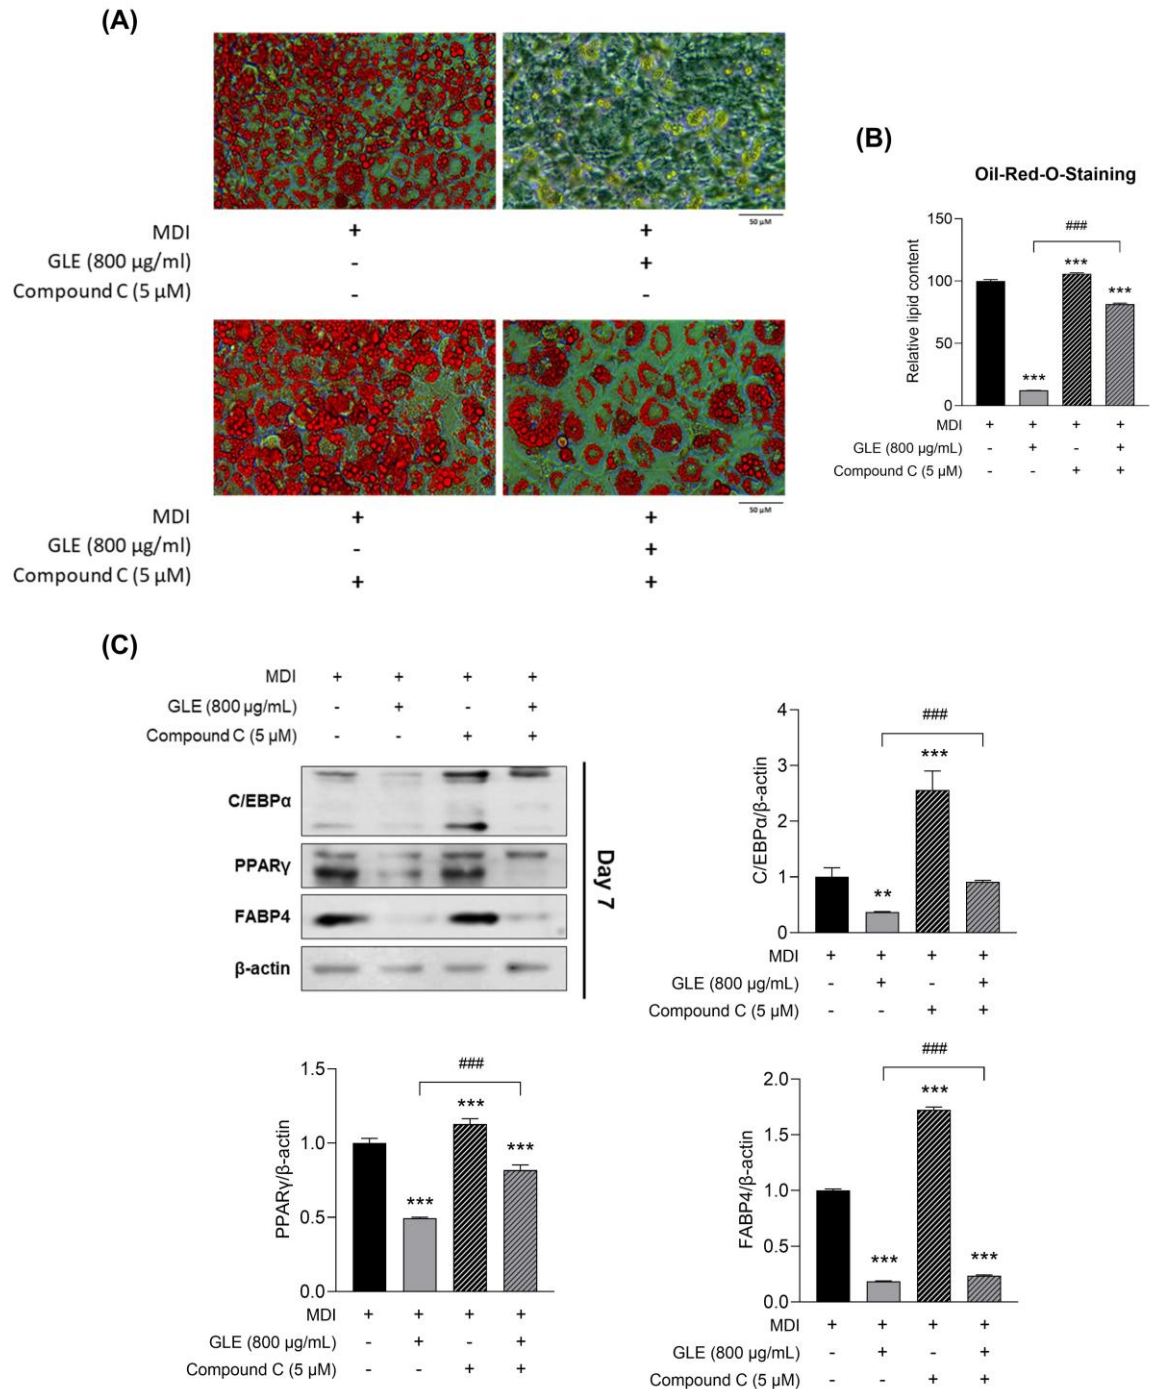 (A)
50 μM
MDI + +
GLE (800 μg/ml) - +
Compound C (5 μM) - -
50 μM
MDI + +
GLE (800 μg/ml) - +
Compound C (5 μM) + +
(B)
Oil-Red-O-Staining
Relative lipid content
150
100
50
0
###
***
***
***
MDI + + + +
GLE (800 μg/mL) - + - +
Compound C (5 μM) - - + +
(C)
MDI + + + +
GLE (800 μg/mL) - + - +
Compound C (5 μM) - - + +
C/EBPα
PPARγ
FABP4
β-actin
Day 7
C/EBPα/β-actin
4
3
2
1
0
###
**
***
MDI + + + +
GLE (800 μg/mL) - + - +
Compound C (5 μM) - - + +
PPARγ/β-actin
1.5
1.0
0.5
0.0
###
***
***
***
MDI + + + +
GLE (800 μg/mL) - + - +
Compound C (5 μM) - - + +
FABP4/β-actin
2.0
1.5
1.0
0.5
0.0
###
***
***
***
MDI + + + +
GLE (800 μg/mL) - + - +
Compound C (5 μM) - - + +